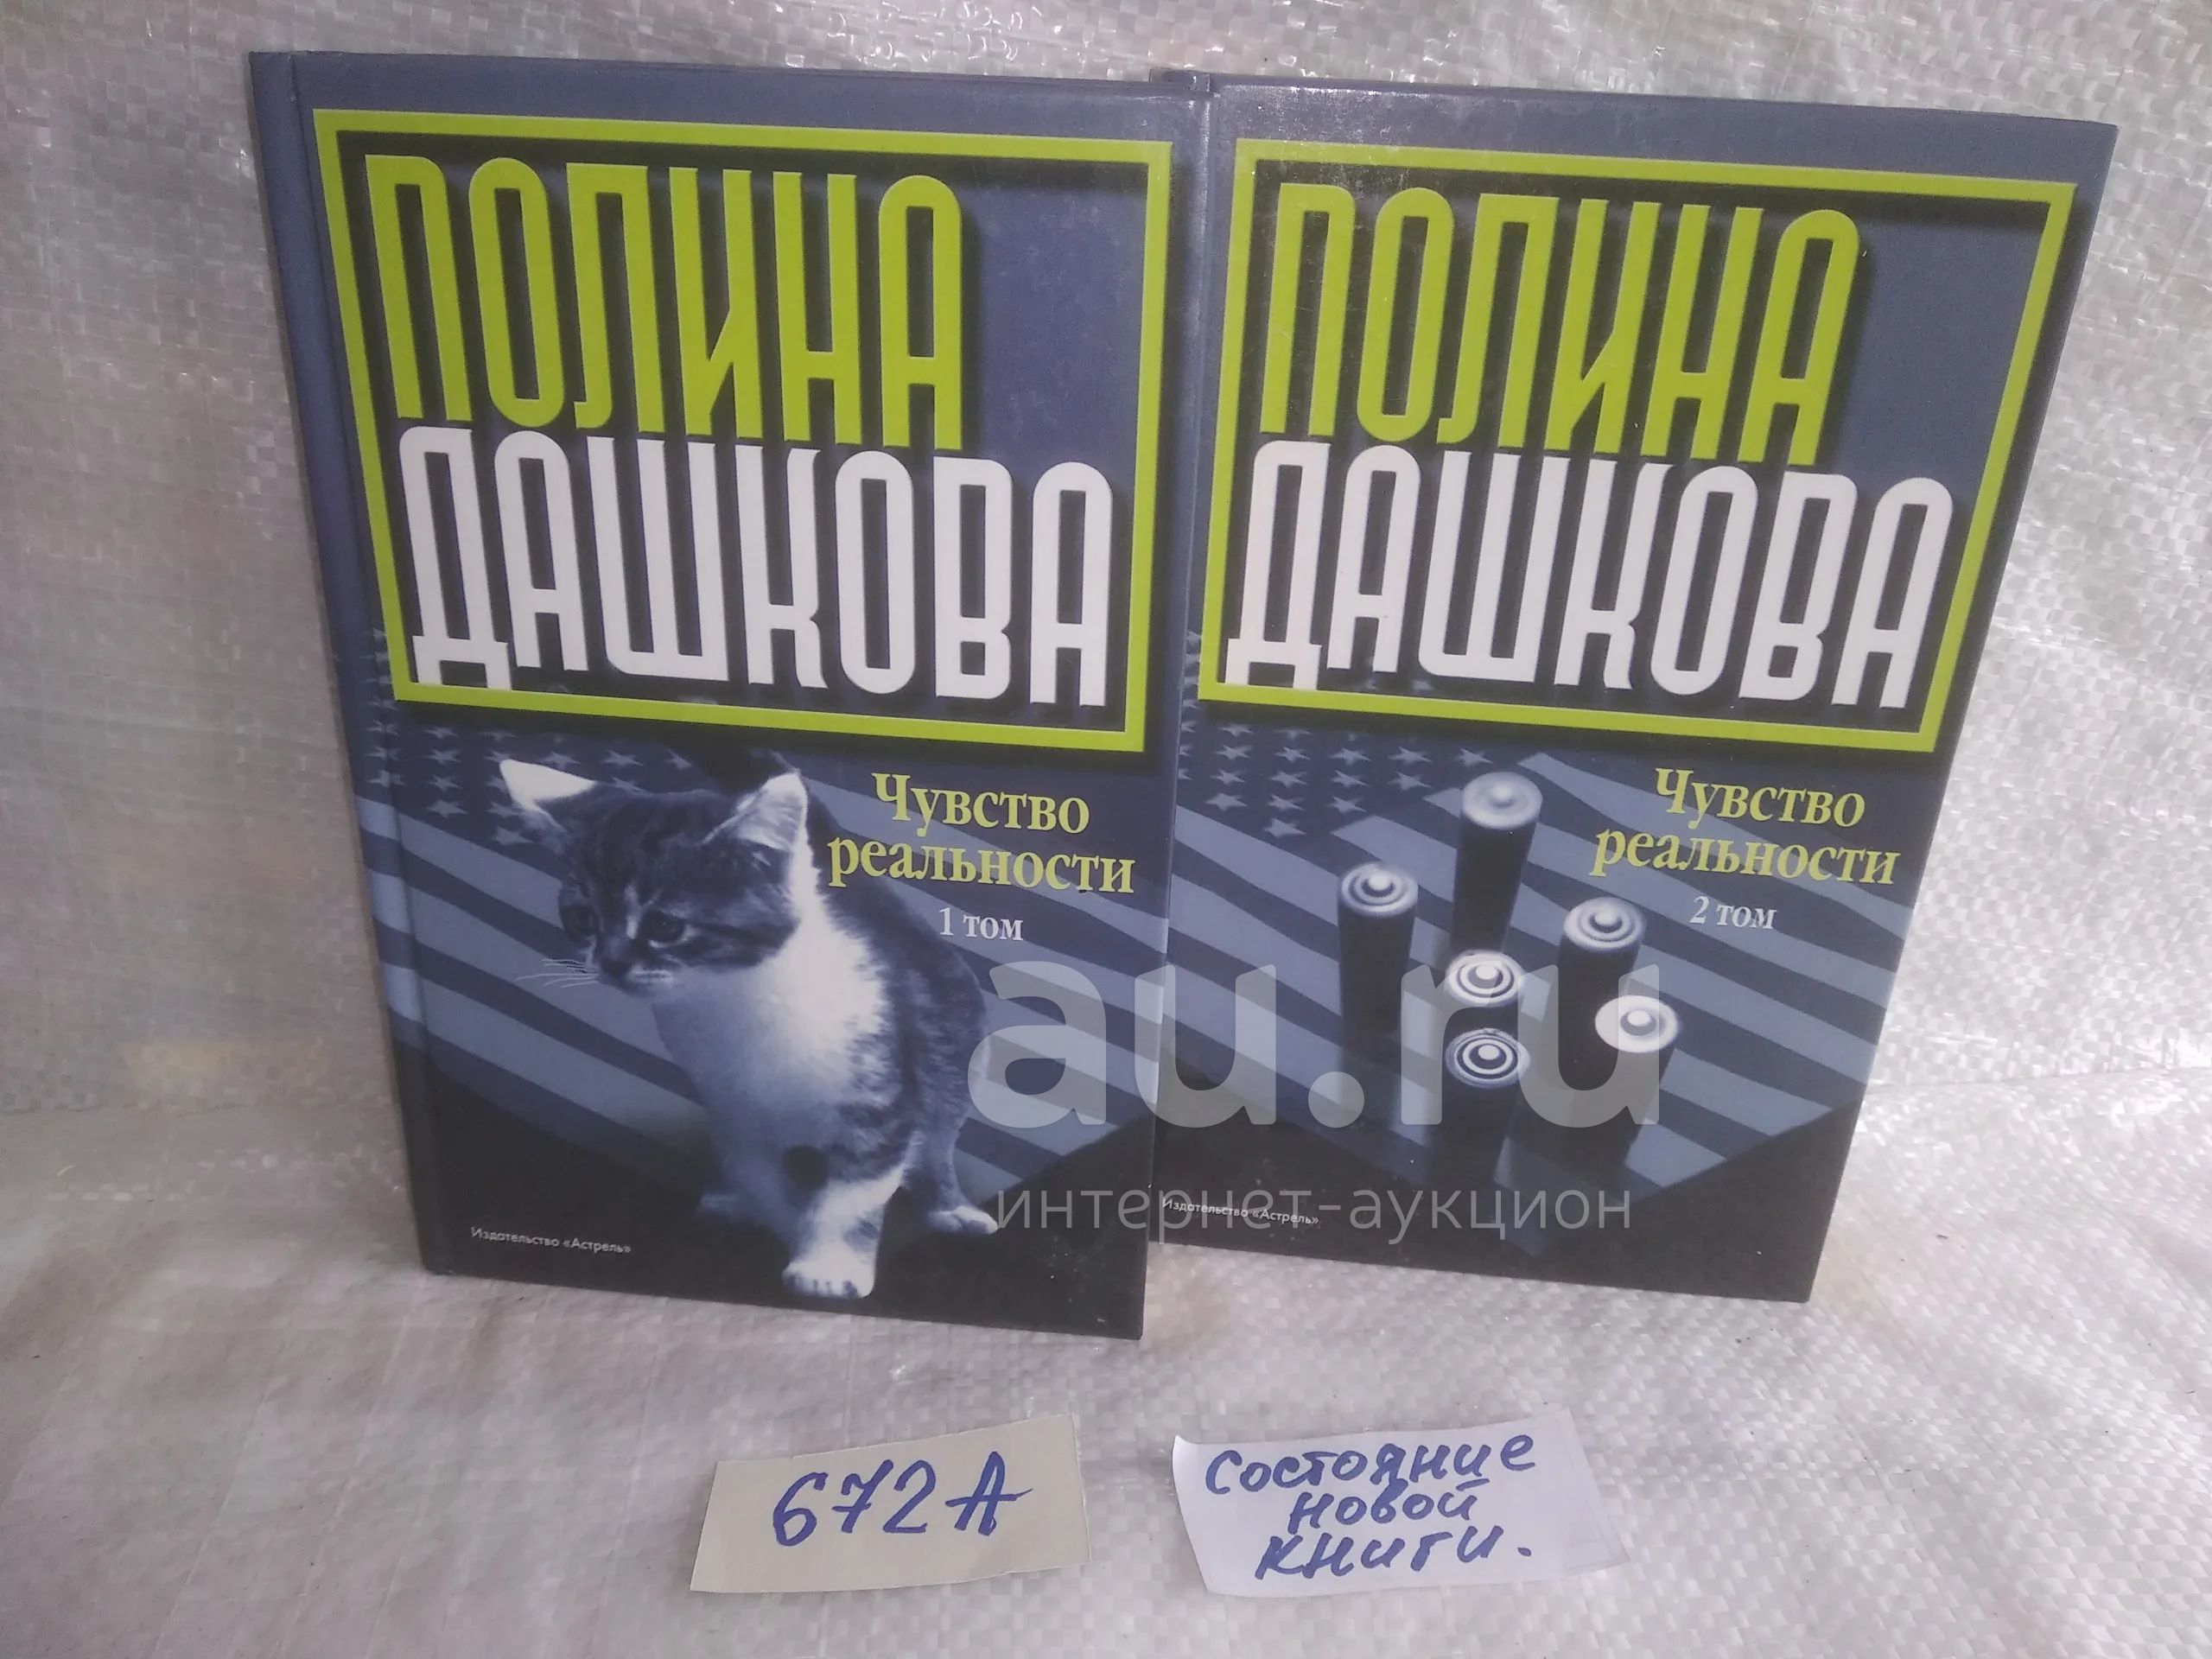 ПОЛИНА
ДАШКОВА
Чувство
реальности
1 том
Издательство «Астрель»
ПОЛИНА
ДАШКОВА
Чувство
реальности
2 том
Издательство «Астрель»
au.ru
интернет-аукцион
672А
состояние
новой
книги.